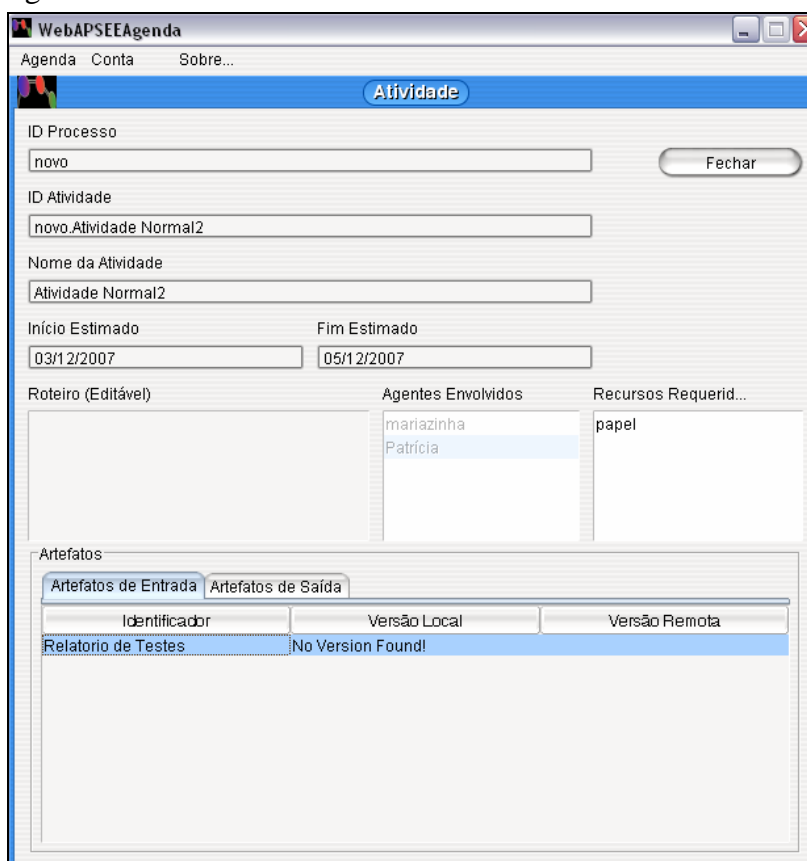 WebAPSEEAgenda
Agenda Conta Sobre...
Atividade
ID Processo
novo
Fechar
ID Atividade
novo.Atividade Normal2
Nome da Atividade
Atividade Normal2
Início Estimado Fim Estimado
03/12/2007 05/12/2007
Roteiro (Editável) Agentes Envolvidos Recursos Requerid...
mariazinha papel
Patrícia
Artefatos
Artefatos de Entrada Artefatos de Saída
Identificador Versão Local Versão Remota
Relatorio de Testes No Version Found!